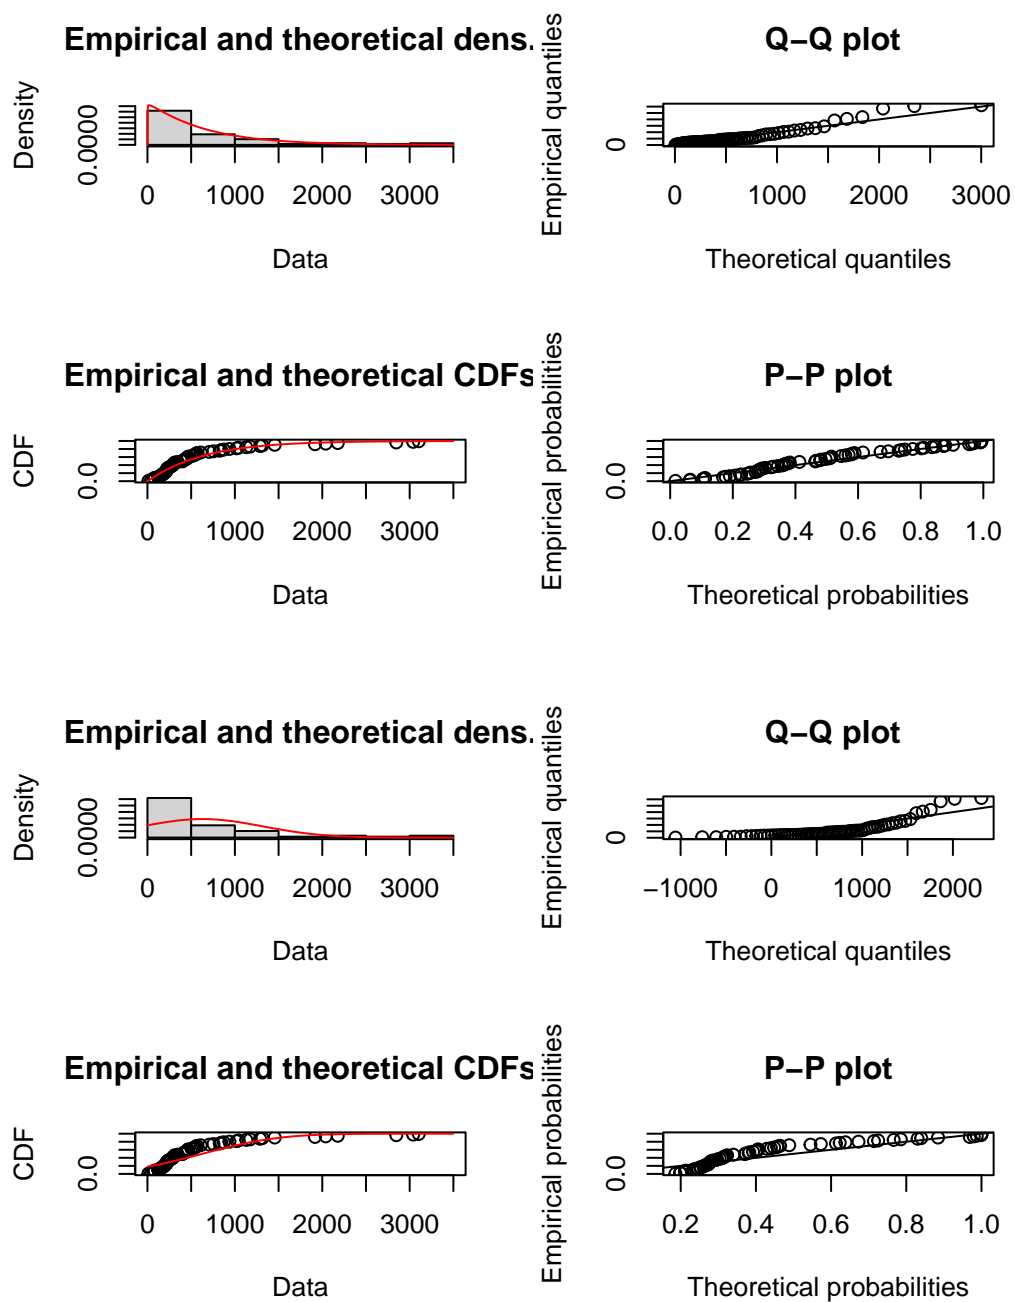 Empirical and theoretical dens.
Density
0.0000
0 1000 2000 3000
Data
Q−Q plot
Empirical quantiles
0
0 1000 2000 3000
Theoretical quantiles
Empirical and theoretical CDFs
CDF
0.0
0 1000 2000 3000
Data
P−P plot
Empirical probabilities
0.0
0.0 0.2 0.4 0.6 0.8 1.0
Theoretical probabilities
Empirical and theoretical dens.
Density
0.0000
0 1000 2000 3000
Data
Q−Q plot
Empirical quantiles
0
−1000 0 1000 2000
Theoretical quantiles
Empirical and theoretical CDFs
CDF
0.0
0 1000 2000 3000
Data
P−P plot
Empirical probabilities
0.0
0.2 0.4 0.6 0.8 1.0
Theoretical probabilities